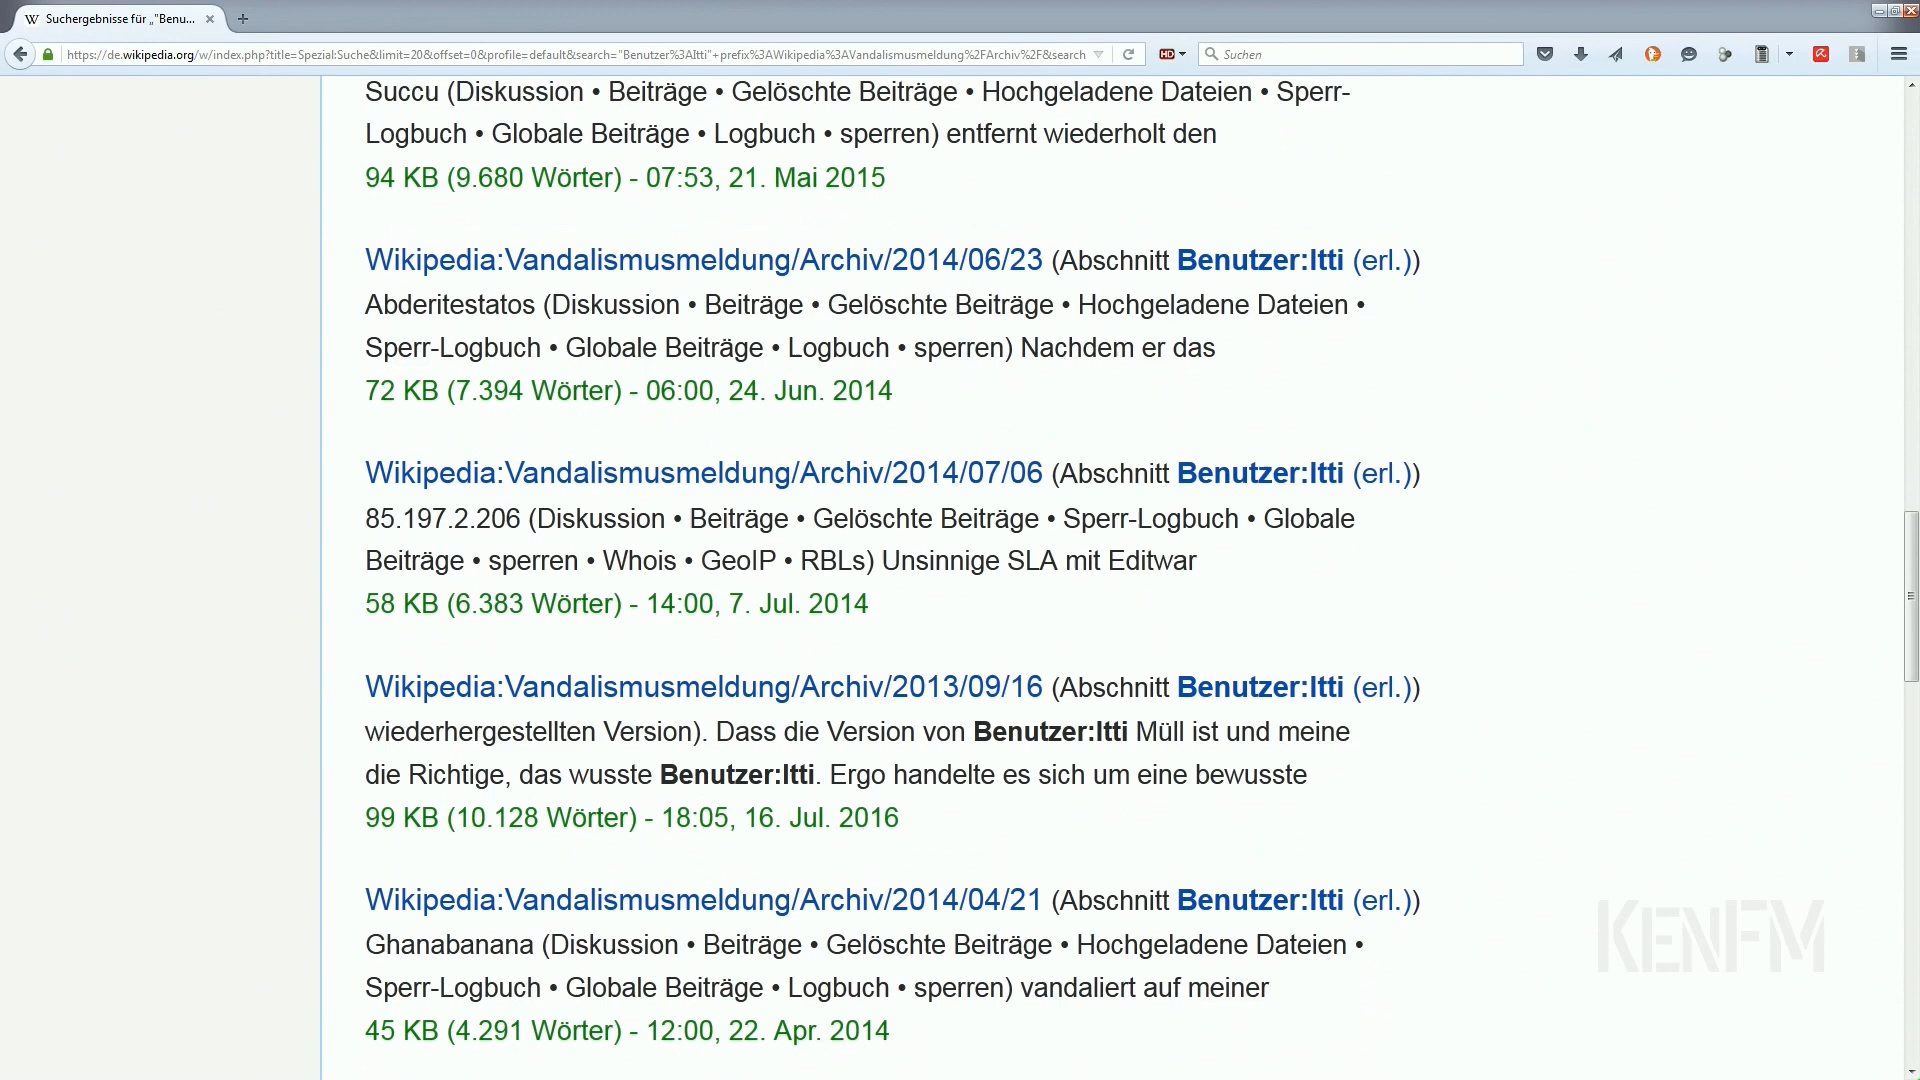 Suchergebnisse für „"Benu...
https://de.wikipedia.org/w/index.php?title=Spezial:Suche&limit=20&offset=0&profile=default&search="Benutzer%3AItti"+prefix%3AWikipedia%3AVandalismusmeldung%2FArchiv%2F&search
HD
Suchen
Succu (Diskussion • Beiträge • Gelöschte Beiträge • Hochgeladene Dateien • Sperr-
Logbuch • Globale Beiträge • Logbuch • sperren) entfernt wiederholt den
94 KB (9.680 Wörter) - 07:53, 21. Mai 2015
Wikipedia:Vandalismusmeldung/Archiv/2014/06/23 (Abschnitt Benutzer:Itti (erl.))
Abderitestatos (Diskussion • Beiträge • Gelöschte Beiträge • Hochgeladene Dateien •
Sperr-Logbuch • Globale Beiträge • Logbuch • sperren) Nachdem er das
72 KB (7.394 Wörter) - 06:00, 24. Jun. 2014
Wikipedia:Vandalismusmeldung/Archiv/2014/07/06 (Abschnitt Benutzer:Itti (erl.))
85.197.2.206 (Diskussion • Beiträge • Gelöschte Beiträge • Sperr-Logbuch • Globale
Beiträge • sperren • Whois • GeoIP • RBLs) Unsinnige SLA mit Editwar
58 KB (6.383 Wörter) - 14:00, 7. Jul. 2014
Wikipedia:Vandalismusmeldung/Archiv/2013/09/16 (Abschnitt Benutzer:Itti (erl.))
wiederhergestellten Version). Dass die Version von Benutzer:Itti Müll ist und meine
die Richtige, das wusste Benutzer:Itti. Ergo handelte es sich um eine bewusste
99 KB (10.128 Wörter) - 18:05, 16. Jul. 2016
Wikipedia:Vandalismusmeldung/Archiv/2014/04/21 (Abschnitt Benutzer:Itti (erl.))
Ghanabanana (Diskussion • Beiträge • Gelöschte Beiträge • Hochgeladene Dateien •
Sperr-Logbuch • Globale Beiträge • Logbuch • sperren) vandaliert auf meiner
45 KB (4.291 Wörter) - 12:00, 22. Apr. 2014
KENFM